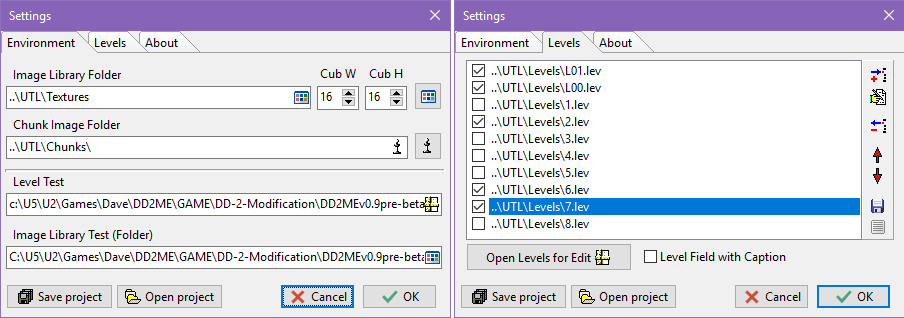 Settings
Environment Levels About
Image Library Folder Cub W Cub H
..\UTL\Textures 16 16
Chunk Image Folder
..\UTL\Chunks\
Level Test
c:\U5\U2\Games\Dave\DD2ME\GAME\DD-2-Modification\DD2MEv0.9pre-beta
Image Library Test (Folder)
C:\U5\U2\Games\Dave\DD2ME\GAME\DD-2-Modification\DD2MEv0.9pre-beta
Save project Open project Cancel OK
Settings
Environment Levels About
..\UTL\Levels\L01.lev
..\UTL\Levels\L00.lev
..\UTL\Levels\1.lev
..\UTL\Levels\2.lev
..\UTL\Levels\3.lev
..\UTL\Levels\4.lev
..\UTL\Levels\5.lev
..\UTL\Levels\6.lev
..\UTL\Levels\7.lev
..\UTL\Levels\8.lev
Open Levels for Edit Level Field with Caption
Save project Open project Cancel OK